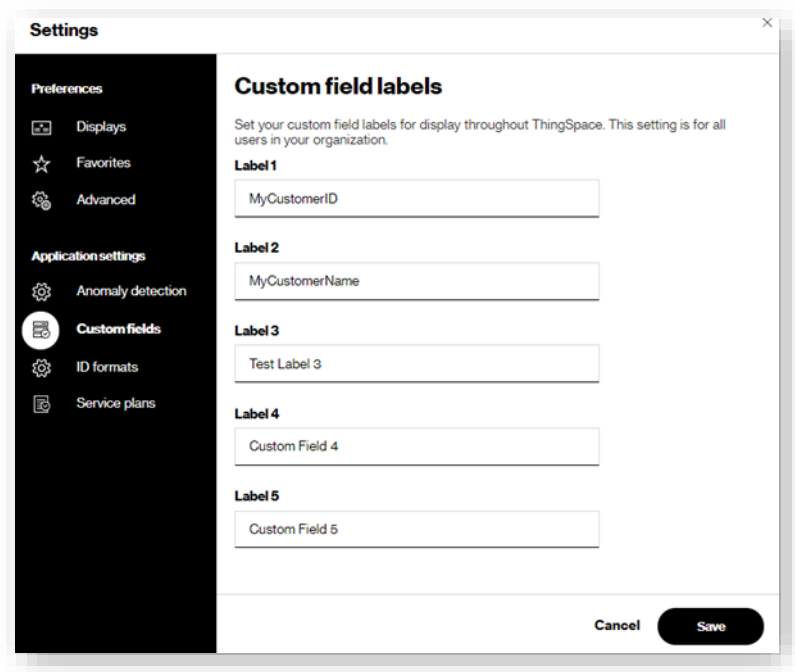 Settings
Preferences
Displays
Favorites
Advanced
Application settings
Anomaly detection
Custom fields
ID formats
Service plans
Custom field labels
Set your custom field labels for display throughout ThingSpace. This setting is for all
users in your organization.
Label 1
MyCustomerID
Label 2
MyCustomerName
Label 3
Test Label 3
Label 4
Custom Field 4
Label 5
Custom Field 5
Cancel
Save